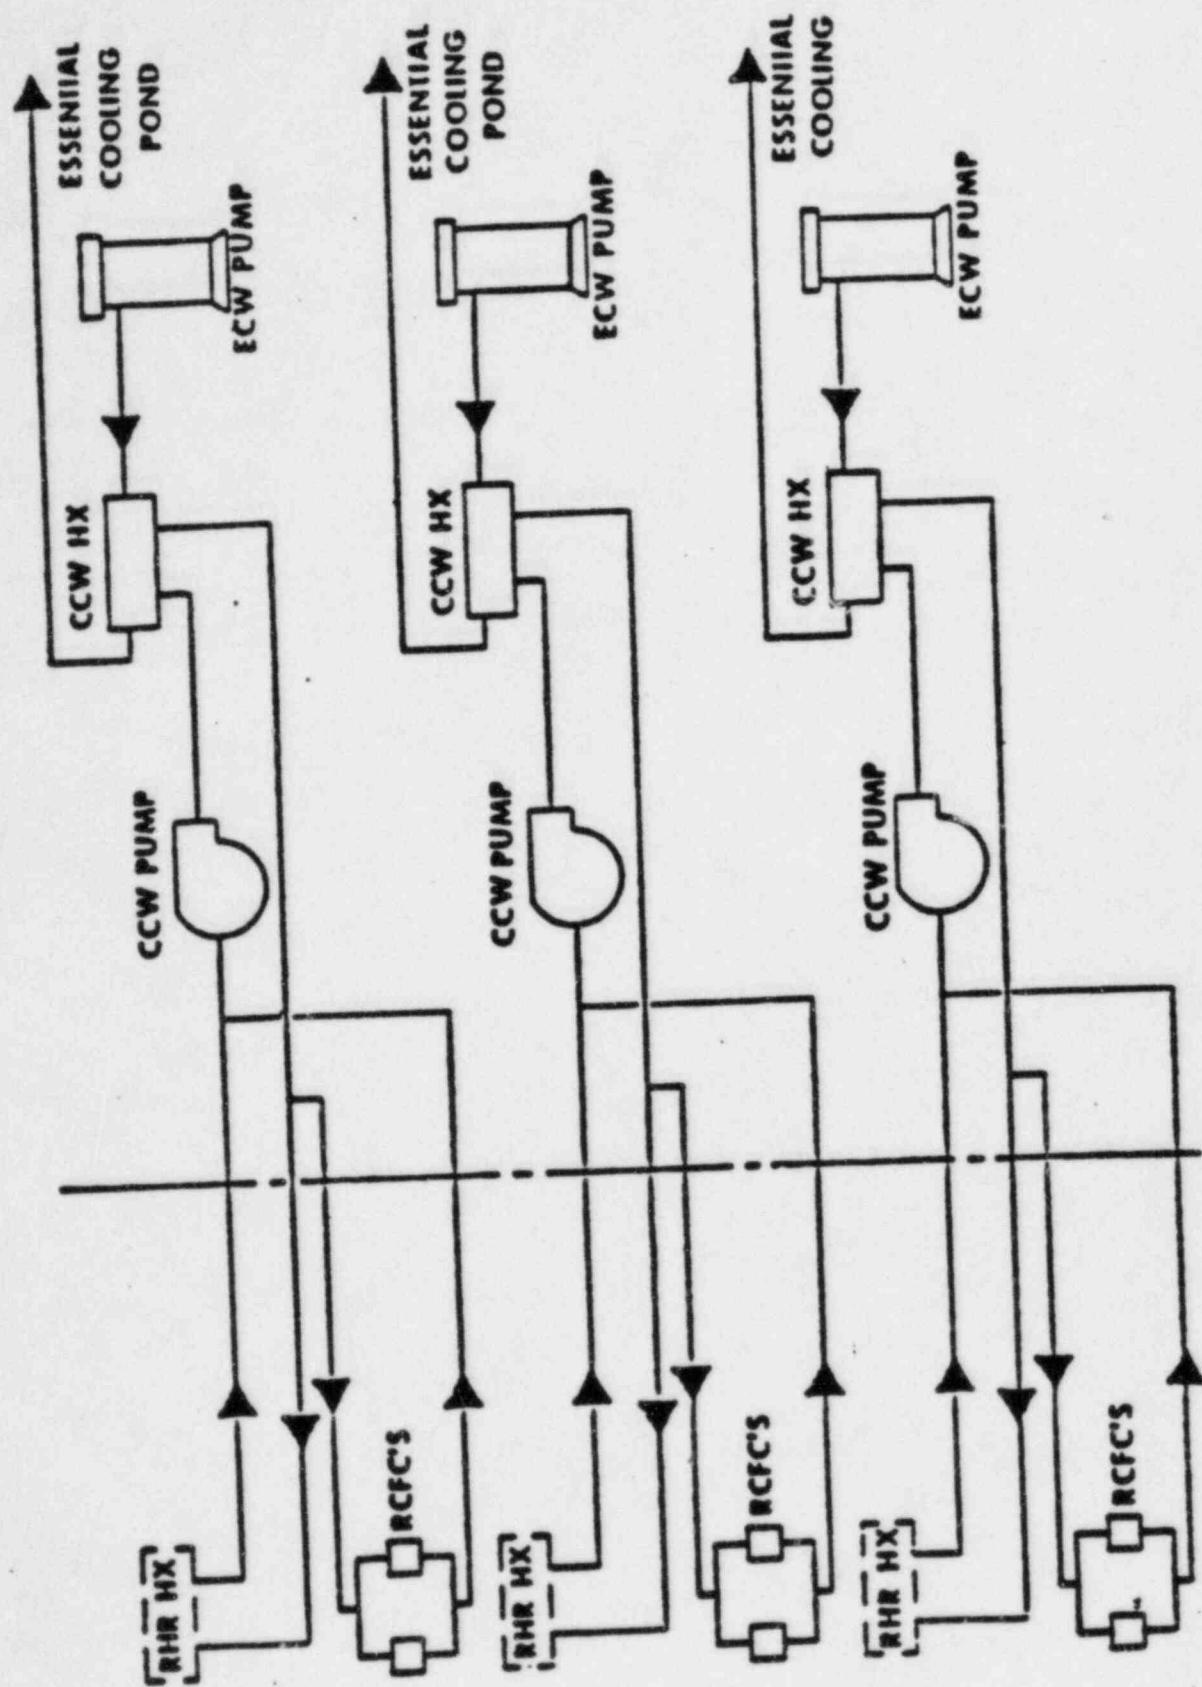 ESSENTIAL
COOLING
POND
ECW PUMP
CCW HX
CCW PUMP
RHR HX
RCFC'S
ESSENTIAL
COOLING
POND
ECW PUMP
CCW HX
CCW PUMP
RHR HX
RCFC'S
ESSENTIAL
COOLING
ECW PUMP
CCW HX
CCW PUMP
RHR HX
RCFC'S